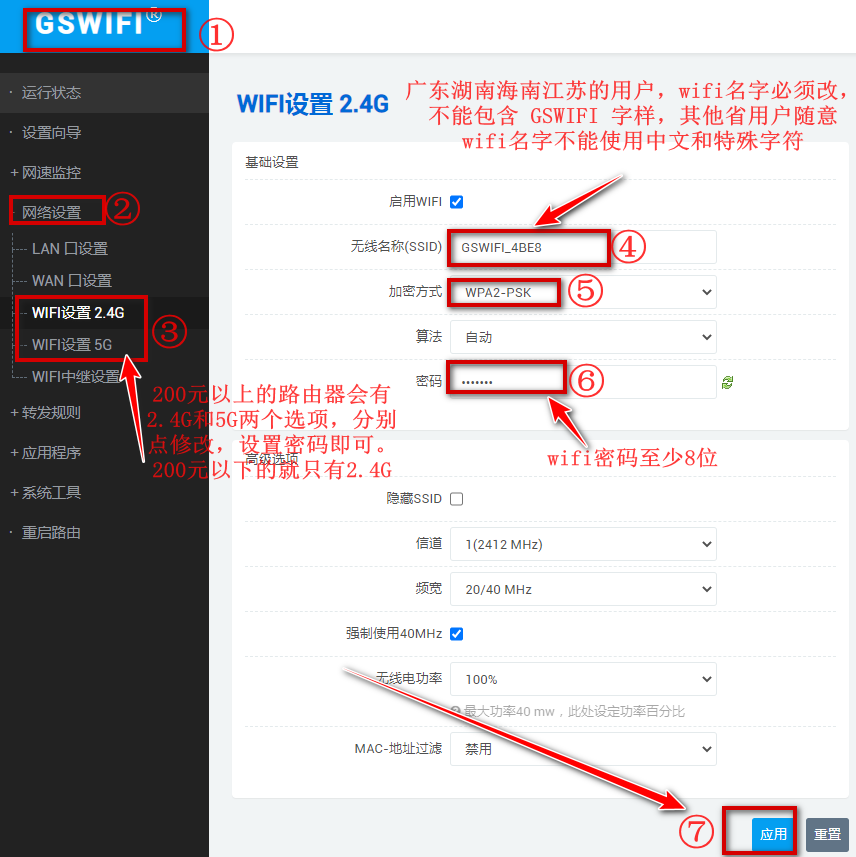 GSWIFI®
①
· 运行状态
· 设置向导
+ 网速监控
· 网络设置
②
LAN 口设置
WAN 口设置
WIFI设置 2.4G
WIFI设置 5G
③
WIFI中继设置
+ 转发规则
+ 应用程序
+ 系统工具
· 重启路由
200元以上的路由器会有
2.4G和5G两个选项，分别
点修改，设置密码即可。
200元以下的就只有2.4G
WIFI设置 2.4G
广东湖南海南江苏的用户，wifi名字必须改，
不能包含 GSWIFI 字样，其他省用户随意
wifi名字不能使用中文和特殊字符
基础设置
启用WIFI
无线名称(SSID) GSWIFI_4BE8
④
加密方式 WPA2-PSK
⑤
算法 自动
密码 •••••••
⑥
wifi密码至少8位
高级选项
隐藏SSID
信道 1(2412 MHz)
频宽 20/40 MHz
强制使用40MHz
无线电功率 100%
最大功率40 mw，此处设定功率百分比
MAC-地址过滤 禁用
⑦
应用 重置